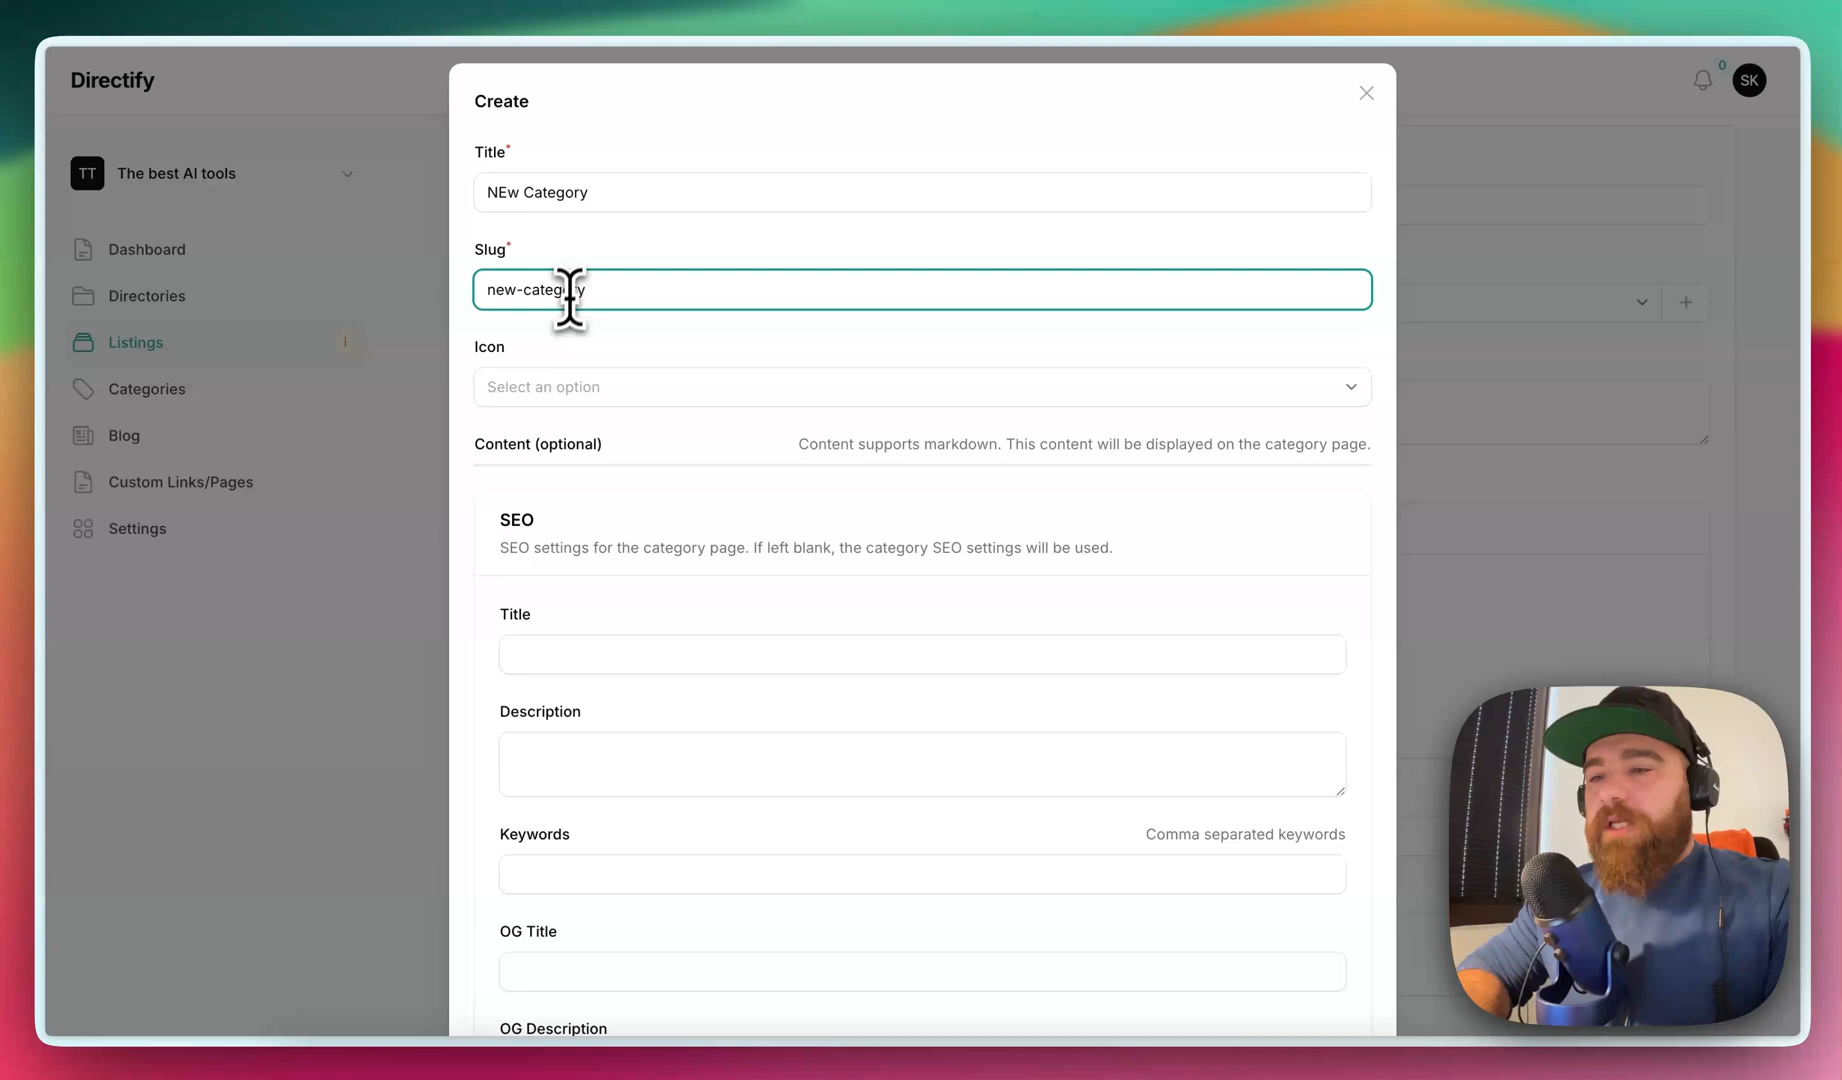 Directify
0
SK
TT
The best AI tools
Dashboard
Directories
Listings
i
Categories
Blog
Custom Links/Pages
Settings
Create
Title*
NEw Category
Slug*
new-category
Icon
Select an option
Content (optional)
Content supports markdown. This content will be displayed on the category page.
SEO
SEO settings for the category page. If left blank, the category SEO settings will be used.
Title
Description
Keywords
Comma separated keywords
OG Title
OG Description